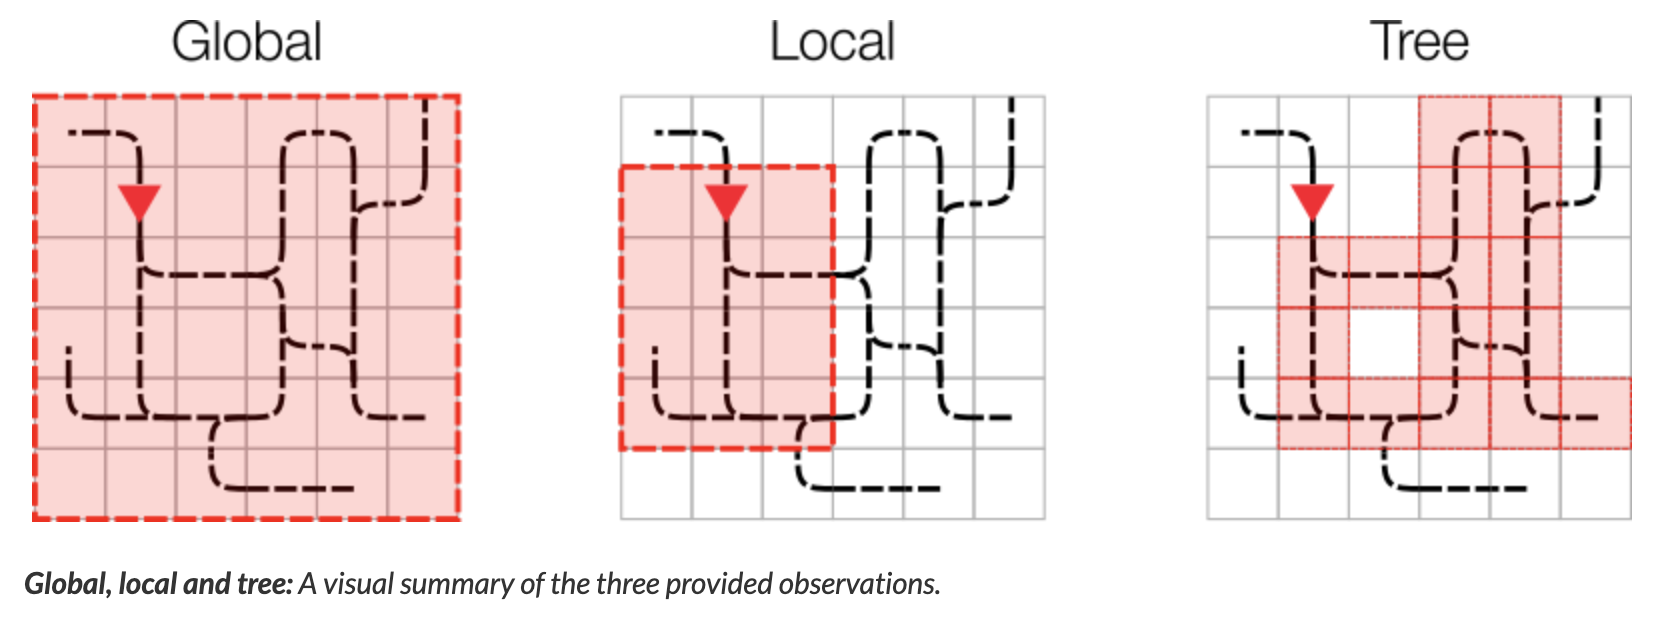 Global
Local
Tree
Global, local and tree: A visual summary of the three provided observations.